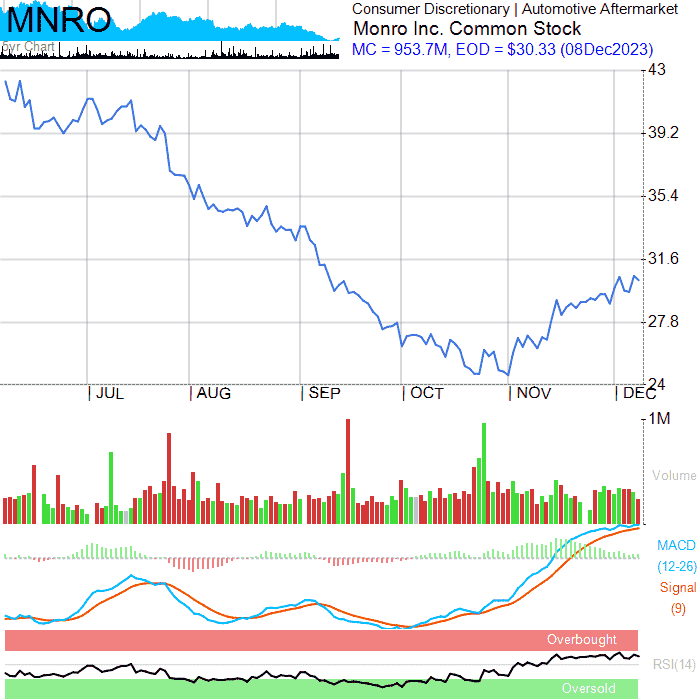 MNRO
5yr Chart
Consumer Discretionary | Automotive Aftermarket
Monro Inc. Common Stock
MC = 953.7M, EOD = $30.33 (08Dec2023)
43
39.2
35.4
31.6
27.8
24
JUL
AUG
SEP
OCT
NOV
DEC
1M
Volume
MACD
(12-26)
Signal
(9)
Overbought
RSI(14)
Oversold